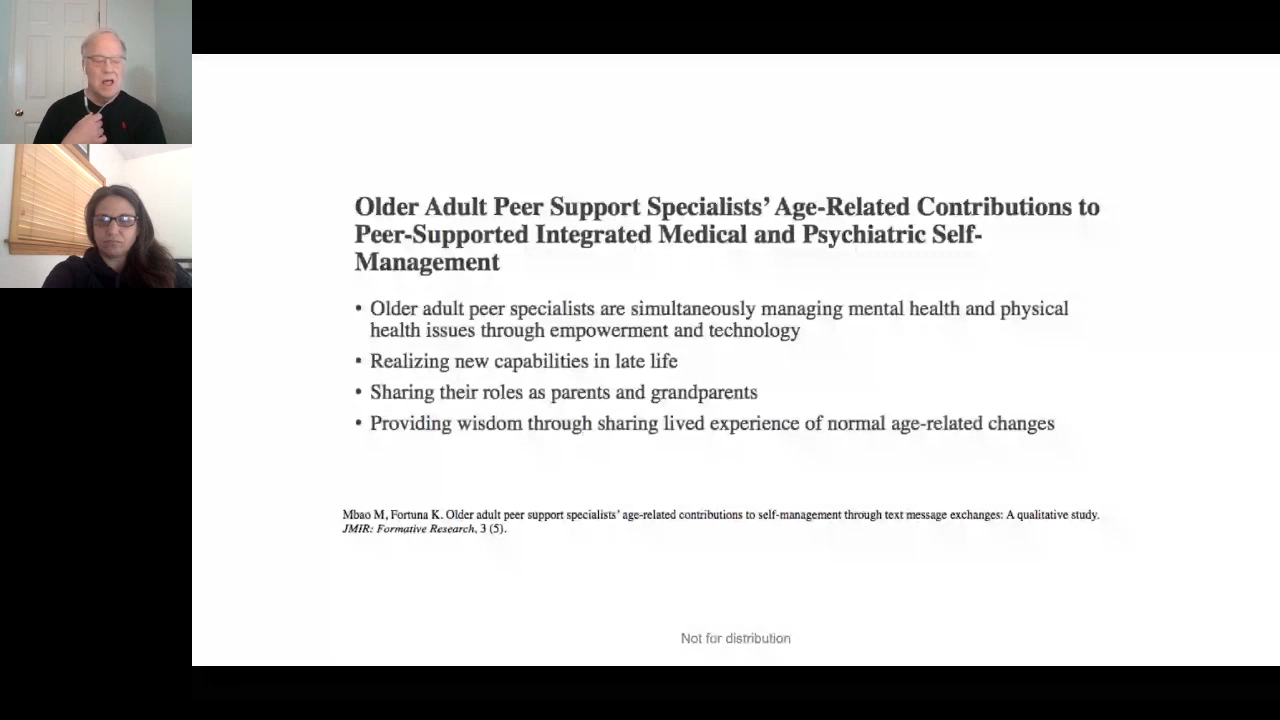 Older Adult Peer Support Specialists' Age-Related Contributions to
Peer-Supported Integrated Medical and Psychiatric Self-
Management
• Older adult peer specialists are simultaneously managing mental health and physical
health issues through empowerment and technology
• Realizing new capabilities in late life
• Sharing their roles as parents and grandparents
• Providing wisdom through sharing lived experience of normal age-related changes
Mbao M, Fortuna K. Older adult peer support specialists' age-related contributions to self-management through text message exchanges: A qualitative study.
JMIR: Formative Research, 3 (5).
Not for distribution